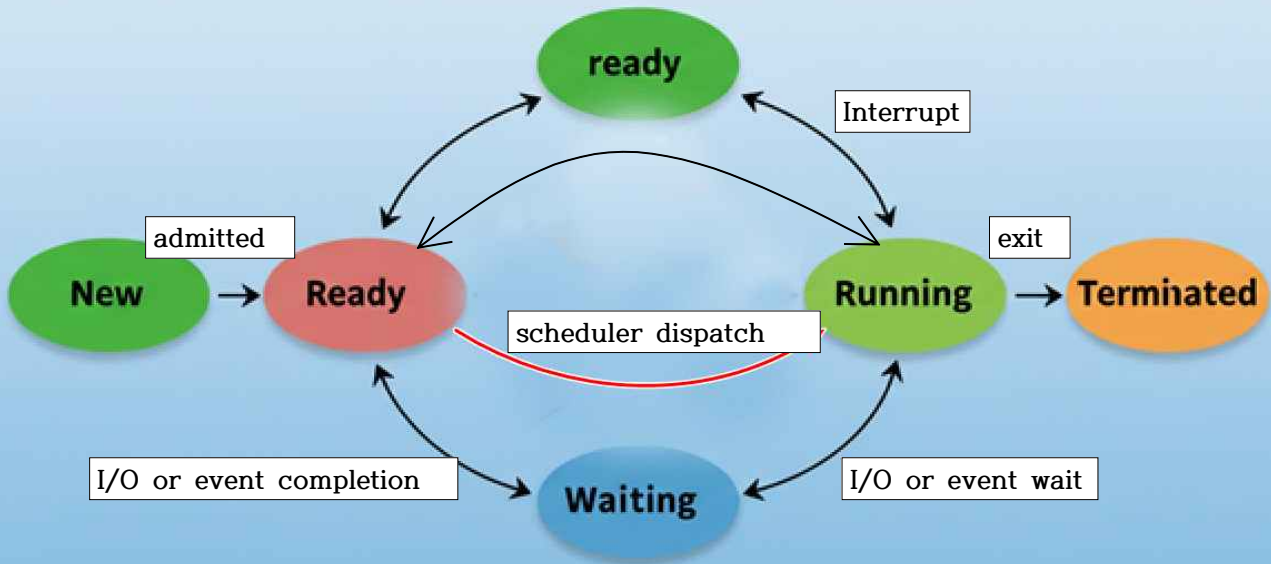 ready
Interrupt
admitted
exit
New
Ready
Running
Terminated
scheduler dispatch
I/O or event completion
I/O or event wait
Waiting